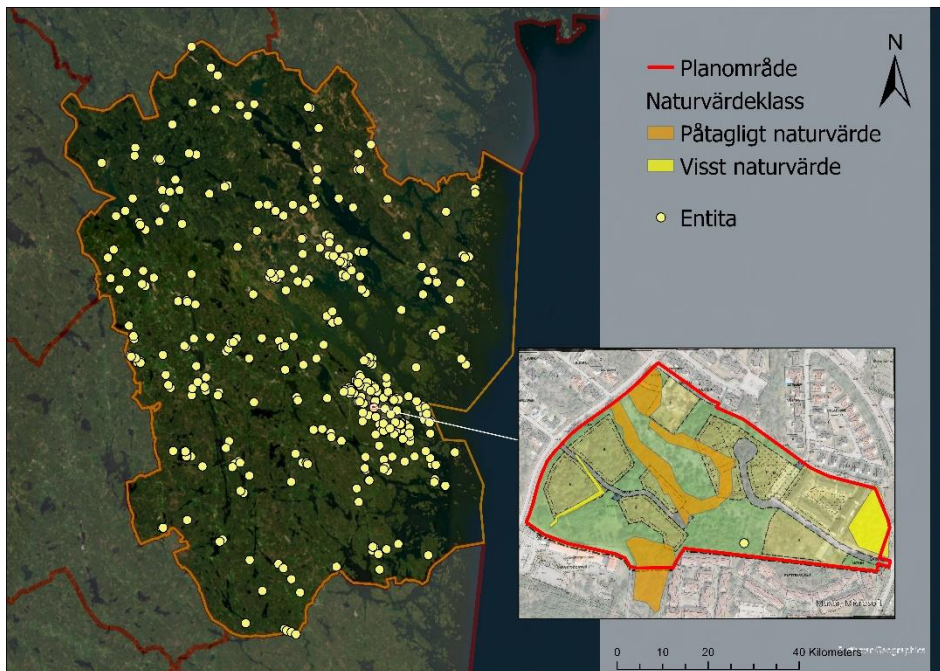 N
Planområde
Naturvärdeklass
Påtagligt naturvärde
Visst naturvärde
Entita
0 10 20 40 Kilometers